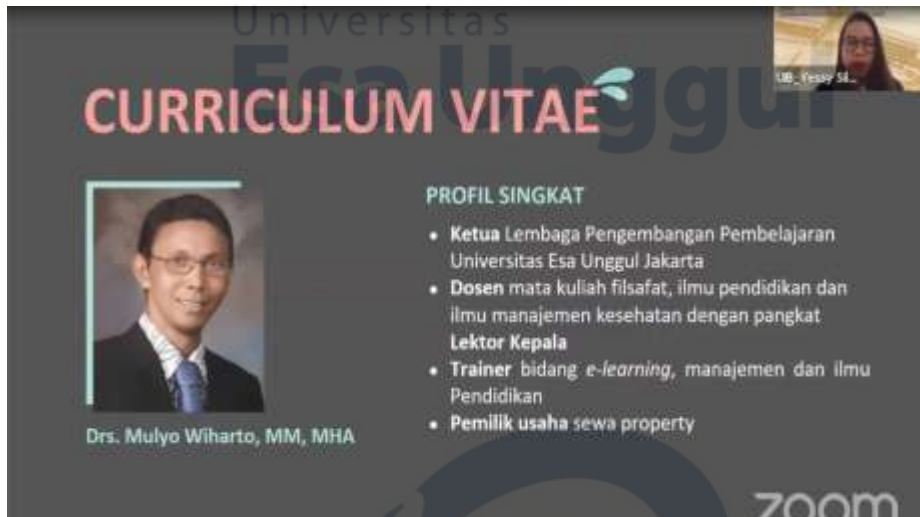 Universitas
Esa Unggul
CURRICULUM VITAE
UIB_Yessy Sil...
PROFIL SINGKAT
• Ketua Lembaga Pengembangan Pembelajaran
Universitas Esa Unggul Jakarta
• Dosen mata kuliah filsafat, ilmu pendidikan dan
ilmu manajemen kesehatan dengan pangkat
Lektor Kepala
• Trainer bidang e-learning, manajemen dan ilmu
Pendidikan
• Pemilik usaha sewa property
Drs. Mulyo Wiharto, MM, MHA
zoom